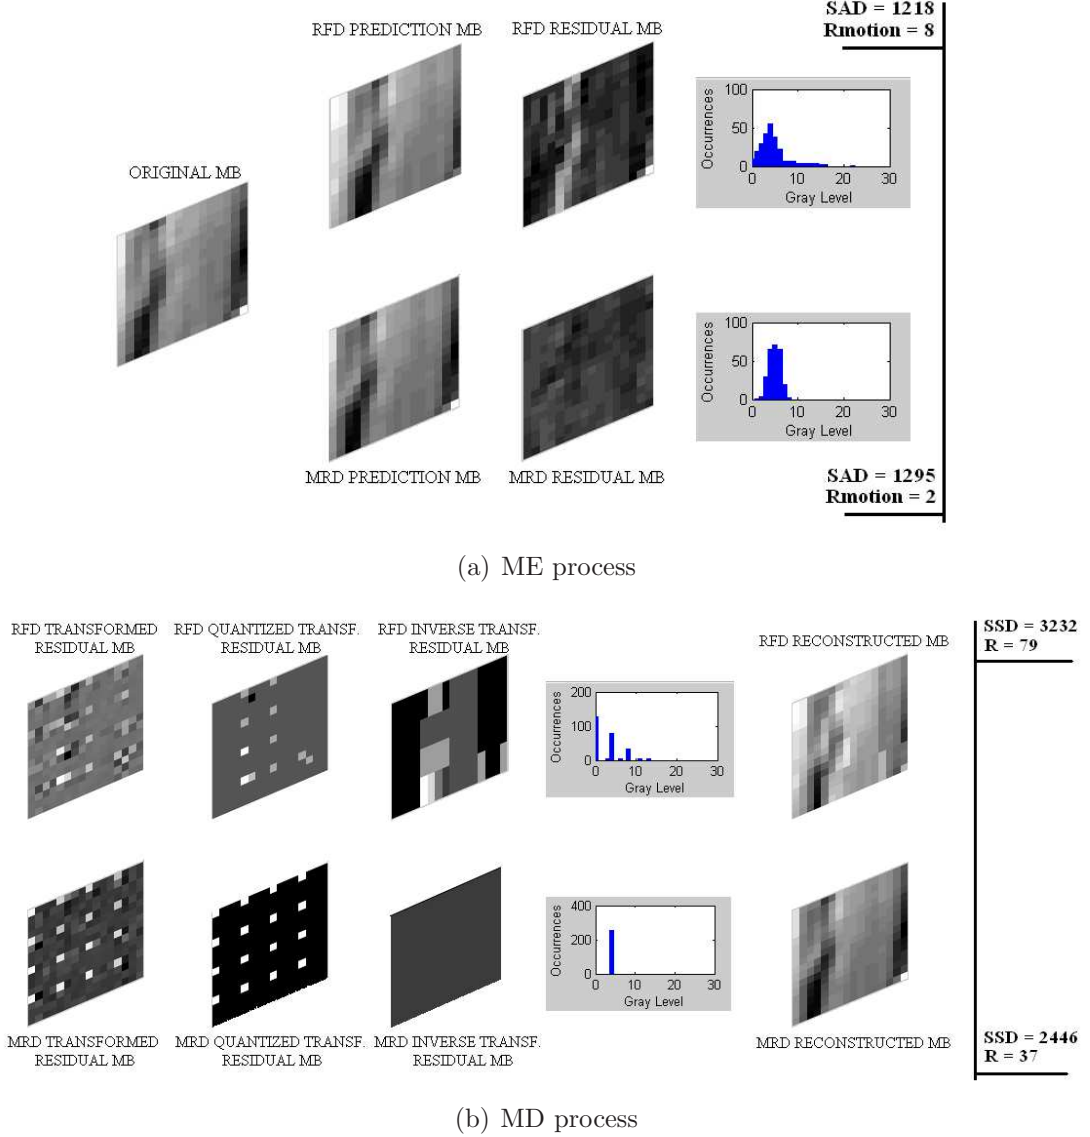 RFD PREDICTION MB
RFD RESIDUAL MB
SAD = 1218
Rmotion = 8
ORIGINAL MB
100
50
0
Occurrences
0 10 20 30
Gray Level
100
50
0
Occurrences
0 10 20 30
Gray Level
MRD PREDICTION MB
MRD RESIDUAL MB
SAD = 1295
Rmotion = 2
(a) ME process
RFD TRANSFORMED
RESIDUAL MB
RFD QUANTIZED TRANSF.
RESIDUAL MB
RFD INVERSE TRANSF.
RESIDUAL MB
RFD RECONSTRUCTED MB
SSD = 3232
R = 79
200
100
0
Occurrences
0 10 20 30
Gray Level
400
200
0
Occurrences
0 10 20 30
Gray Level
MRD TRANSFORMED
RESIDUAL MB
MRD QUANTIZED TRANSF.
RESIDUAL MB
MRD INVERSE TRANSF.
RESIDUAL MB
MRD RECONSTRUCTED MB
SSD = 2446
R = 37
(b) MD process